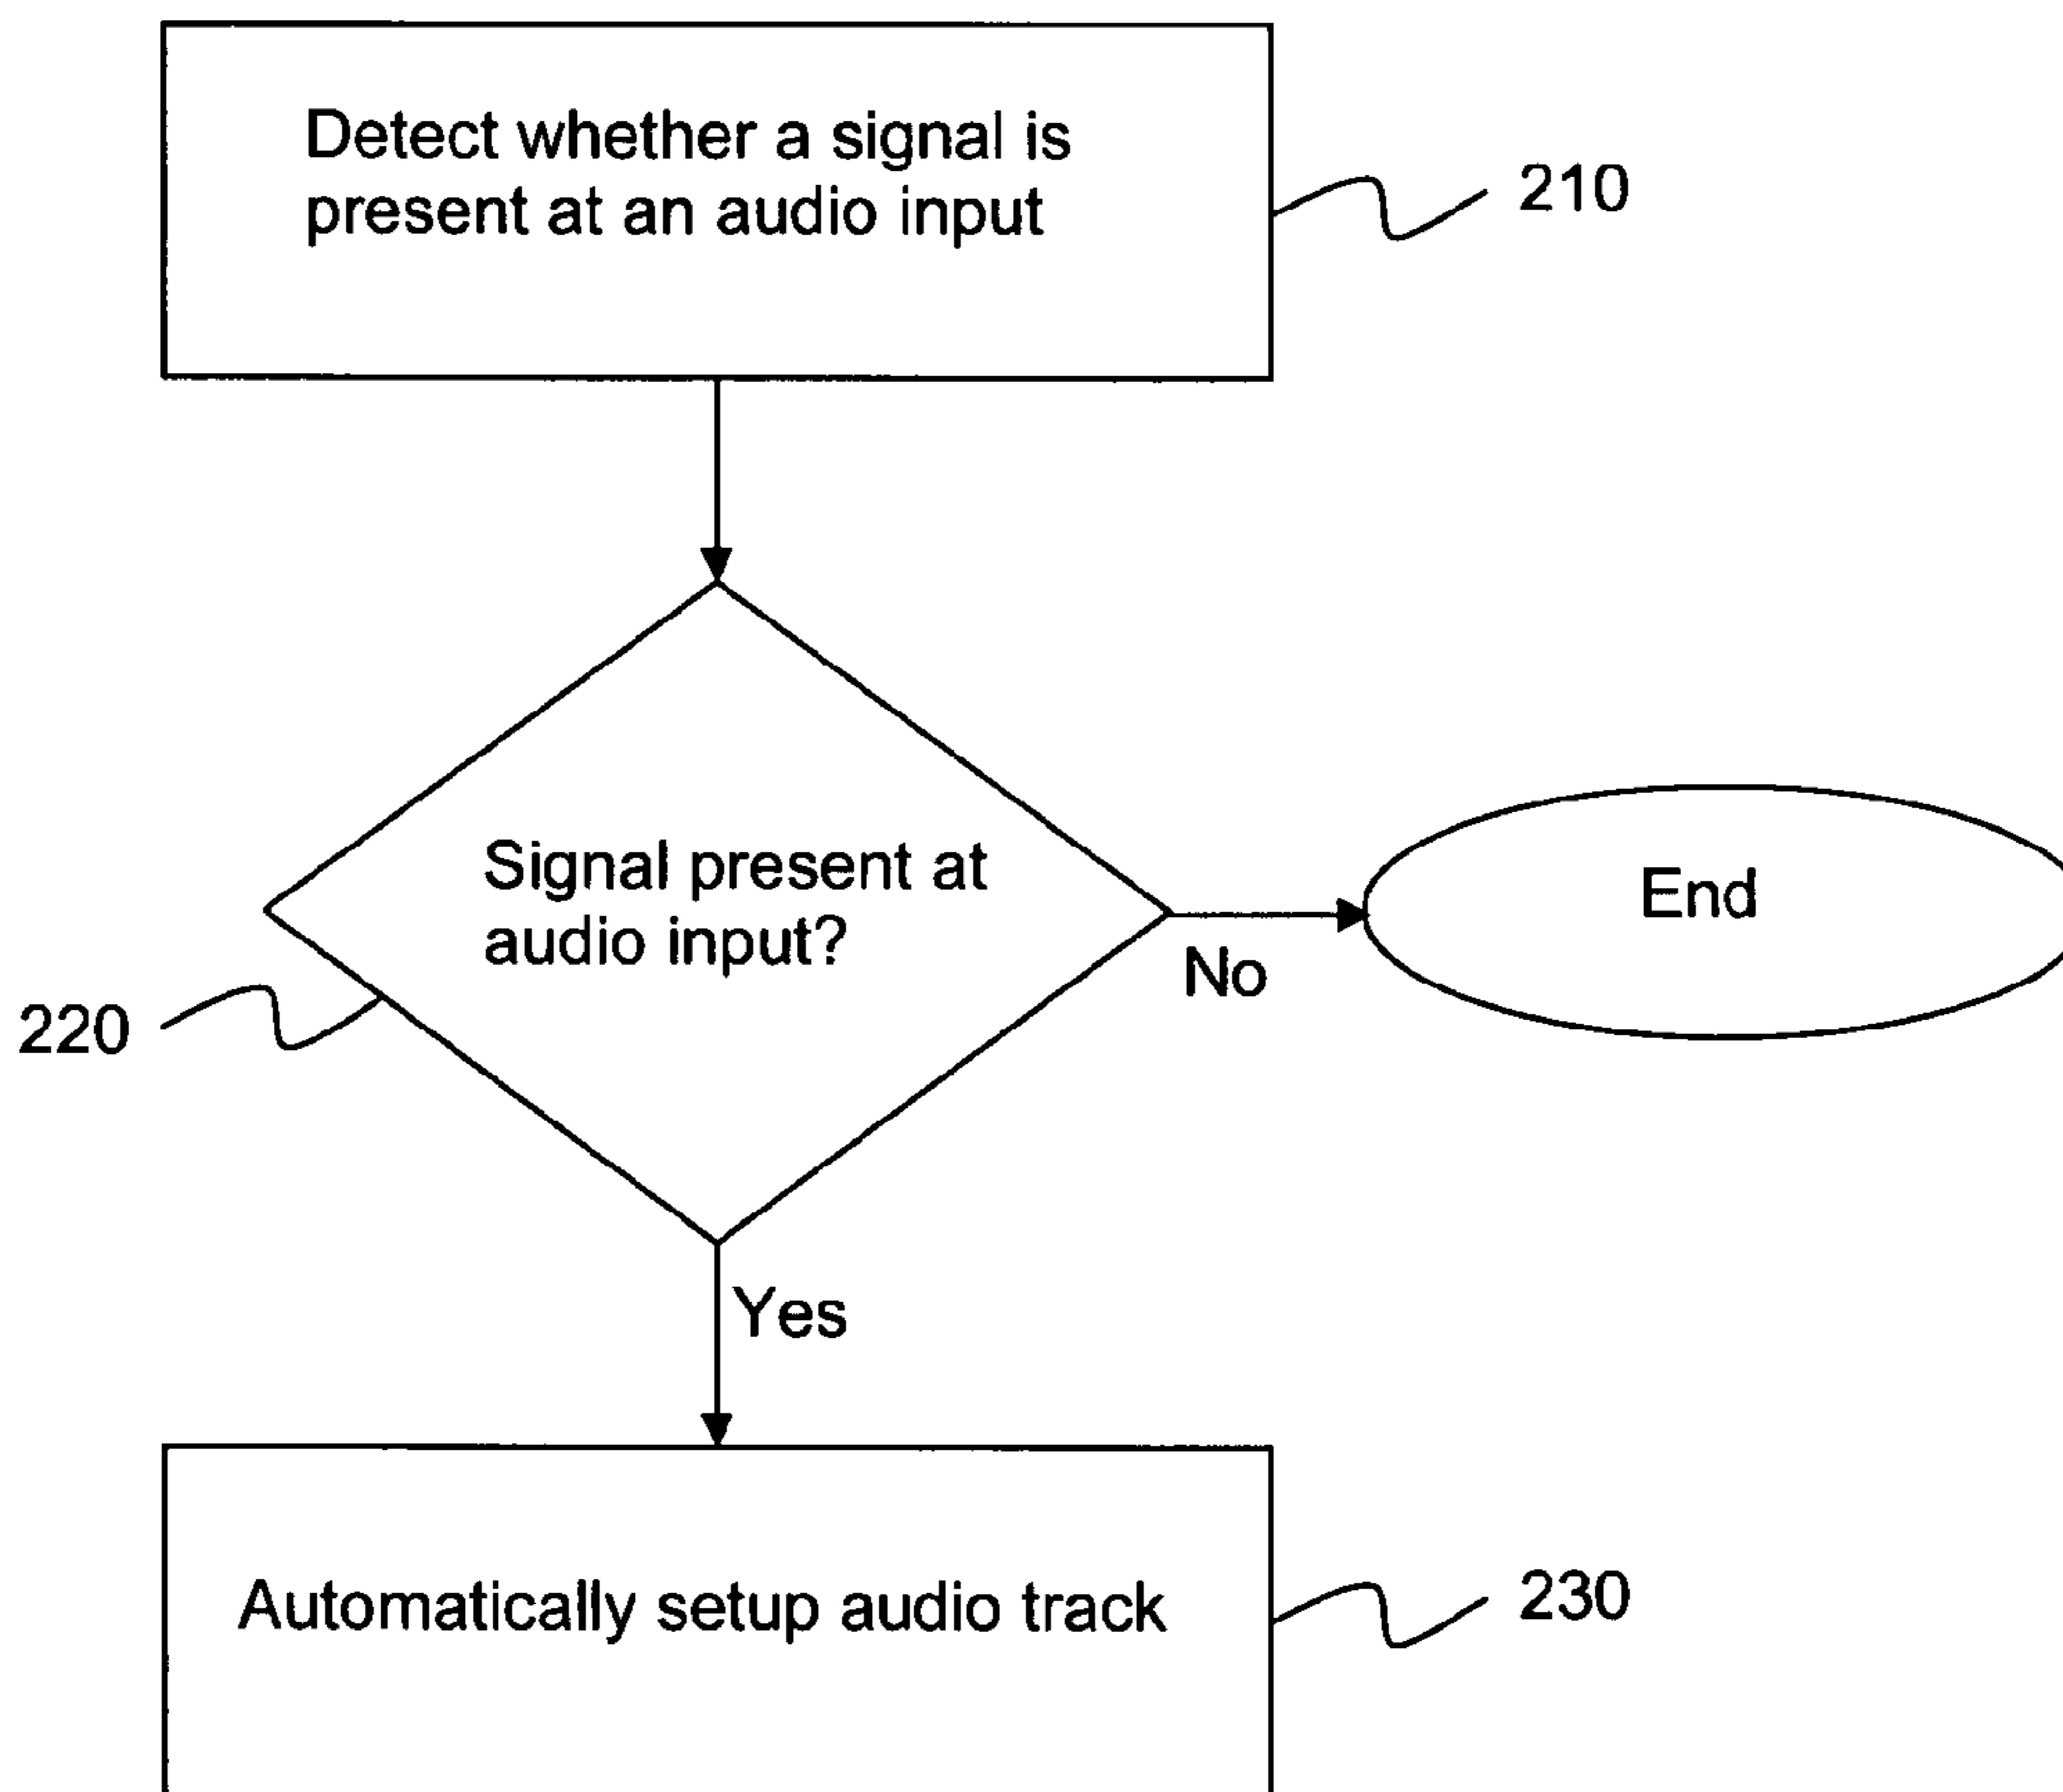 Detect whether a signal is
present at an audio input
210
Signal present at
audio input?
End
No
220
Yes
Automatically setup audio track
230